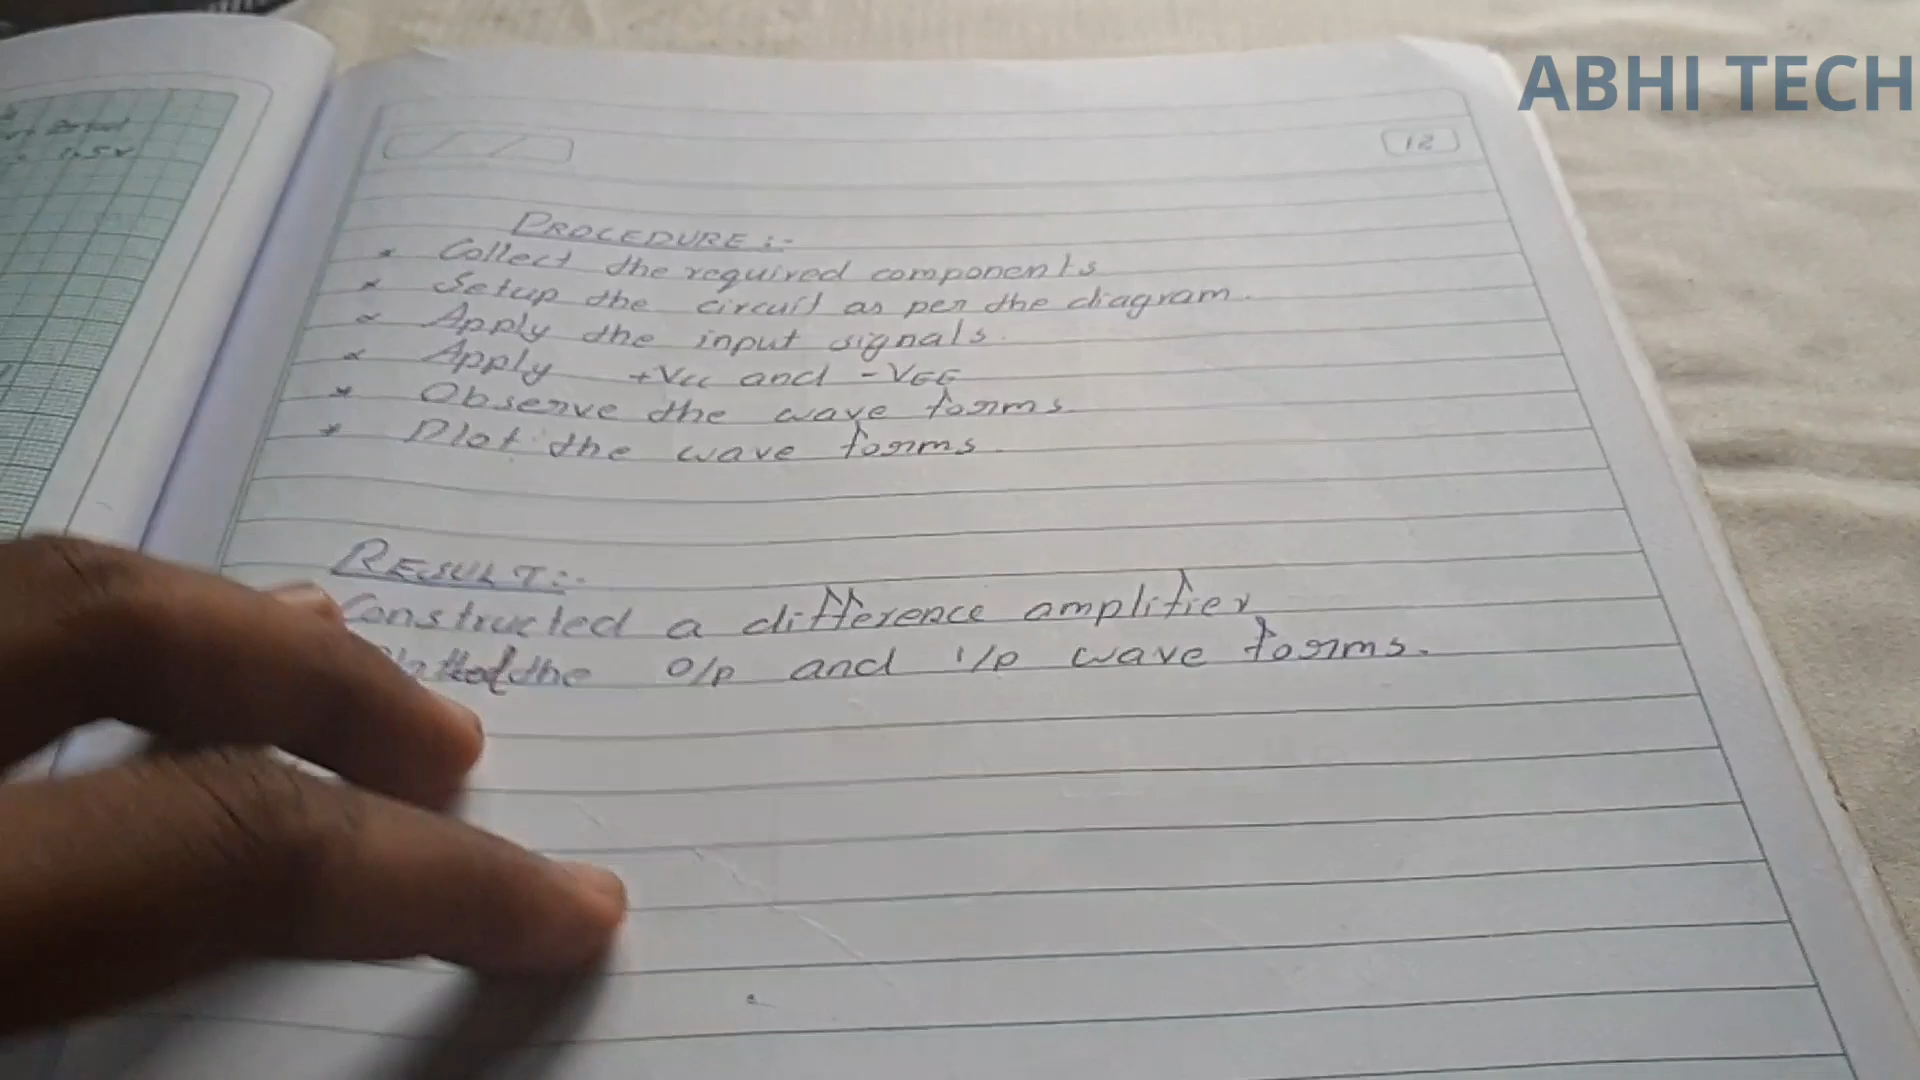 ABHI TECH
12
PROCEDURE :-
* Collect the required components
* Setup the circuit as per the diagram.
* Apply the input signals.
* Apply +Vcc and -VEE
* Observe the wave forms.
* Plot the wave forms.
RESULT:-
Constructed a difference amplifier
the O/P and I/P wave forms.